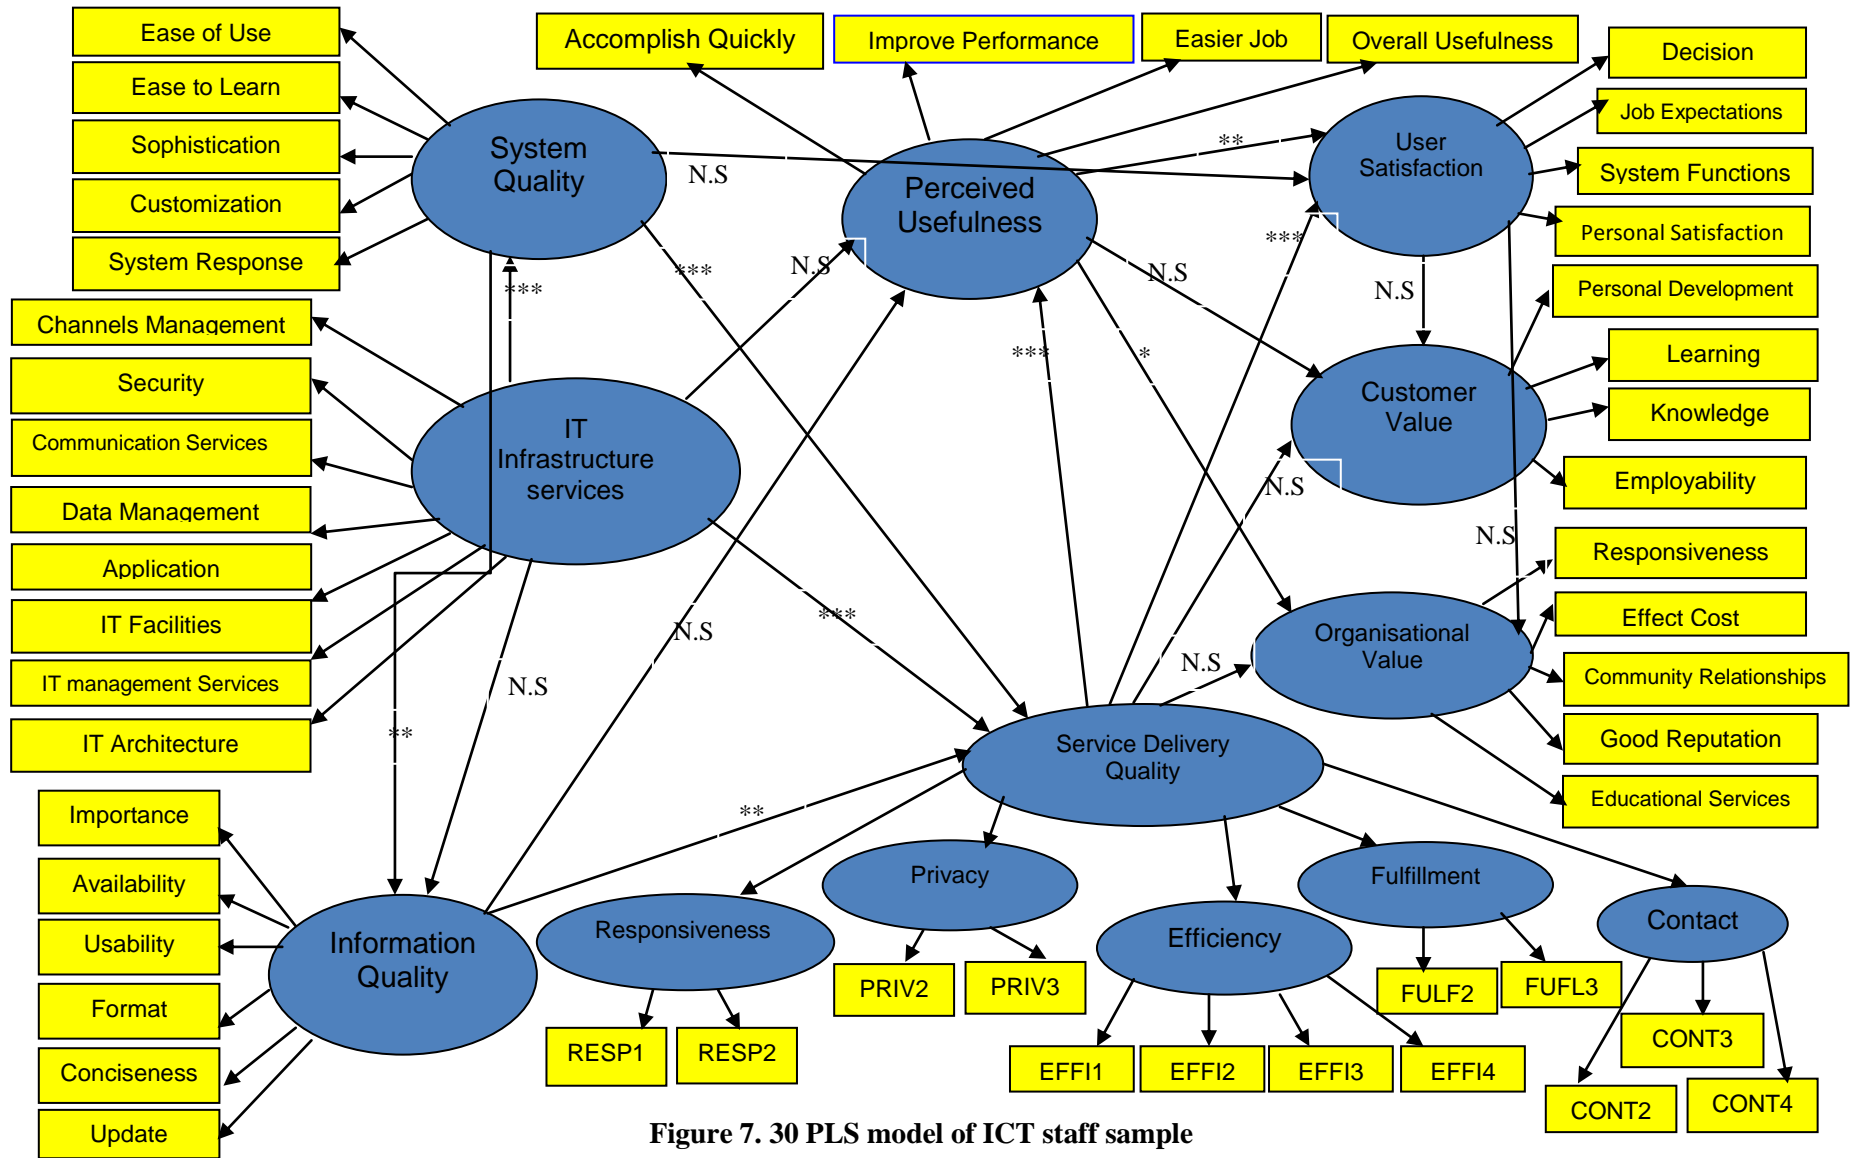 Ease of Use
Accomplish Quickly
Improve Performance
Easier Job
Overall Usefulness
Decision
Ease to Learn
Job Expectations
Sophistication
System
Quality
N.S
Perceived
Usefulness
**
User
Satisfaction
System Functions
Customization
Personal Satisfaction
System Response
***
***
N.S
***
N.S
N.S
Personal Development
Channels Management
***
*
Learning
Security
Customer
Value
Knowledge
Communication Services
IT
Infrastructure
services
N.S
Employability
Data Management
N.S
Responsiveness
Application
Effect Cost
IT Facilities
***
N.S
Organisational
Value
N.S
Community Relationships
IT management Services
N.S
Good Reputation
IT Architecture
**
Service Delivery
Quality
Educational Services
Importance
**
Availability
Privacy
Fulfillment
Usability
Information
Quality
Responsiveness
Efficiency
Contact
PRIV2
PRIV3
FULF2
FUFL3
Format
RESP1
RESP2
CONT3
Conciseness
EFFI1
EFFI2
EFFI3
EFFI4
CONT2
CONT4
Update
Figure 7. 30 PLS model of ICT staff sample